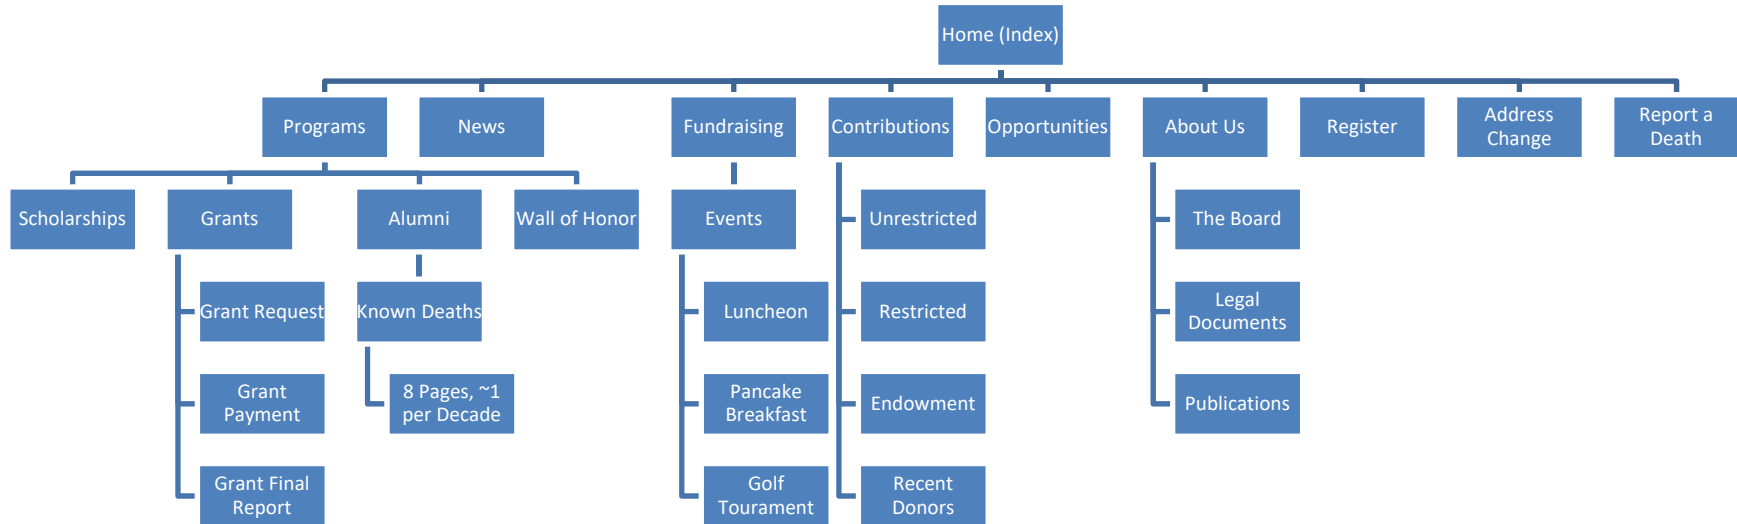 Home (Index)
Programs
News
Fundraising
Contributions
Opportunities
About Us
Register
Address
Change
Report a
Death
Scholarships
Grants
Alumni
Wall of Honor
Events
Unrestricted
The Board
Grant Request
Known Deaths
Luncheon
Restricted
Legal
Documents
Grant
Payment
8 Pages, ~1
per Decade
Pancake
Breakfast
Endowment
Publications
Grant Final
Report
Golf
Tourament
Recent
Donors